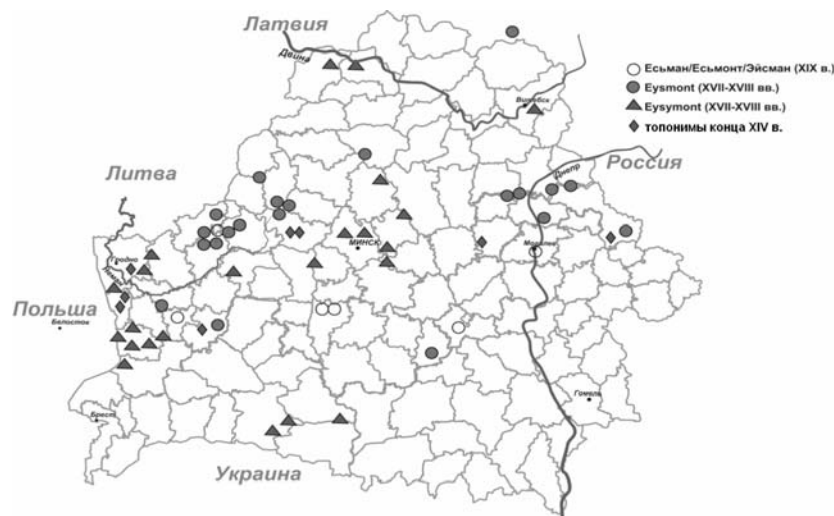 Латвия
Двина
Есьман/Есьмонт/Эйсман (XIX в.)
Eysmont (XVII-XVIII вв.)
Eysymont (XVII-XVIII вв.)
топонимы конца XIV в.
Витебск
Литва
Россия
Днепр
МИНСК
Могилев
Гродно
Польша
Белосток
Брест
Гомель
Украина